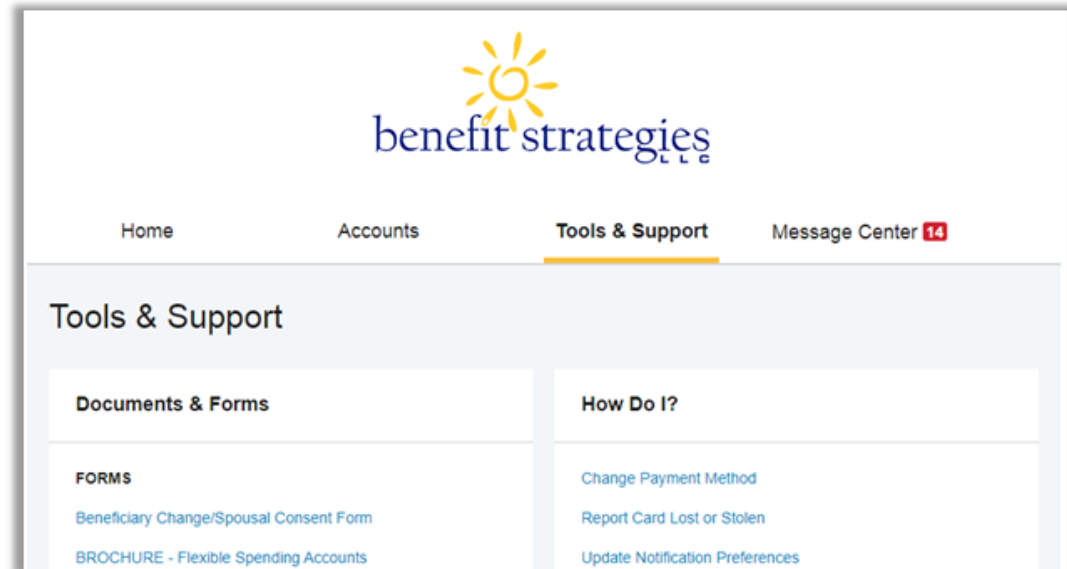 benefit strategies
LLC
Home Accounts Tools & Support Message Center 14
Tools & Support
Documents & Forms
FORMS
Beneficiary Change/Spousal Consent Form
BROCHURE - Flexible Spending Accounts
How Do I?
Change Payment Method
Report Card Lost or Stolen
Update Notification Preferences